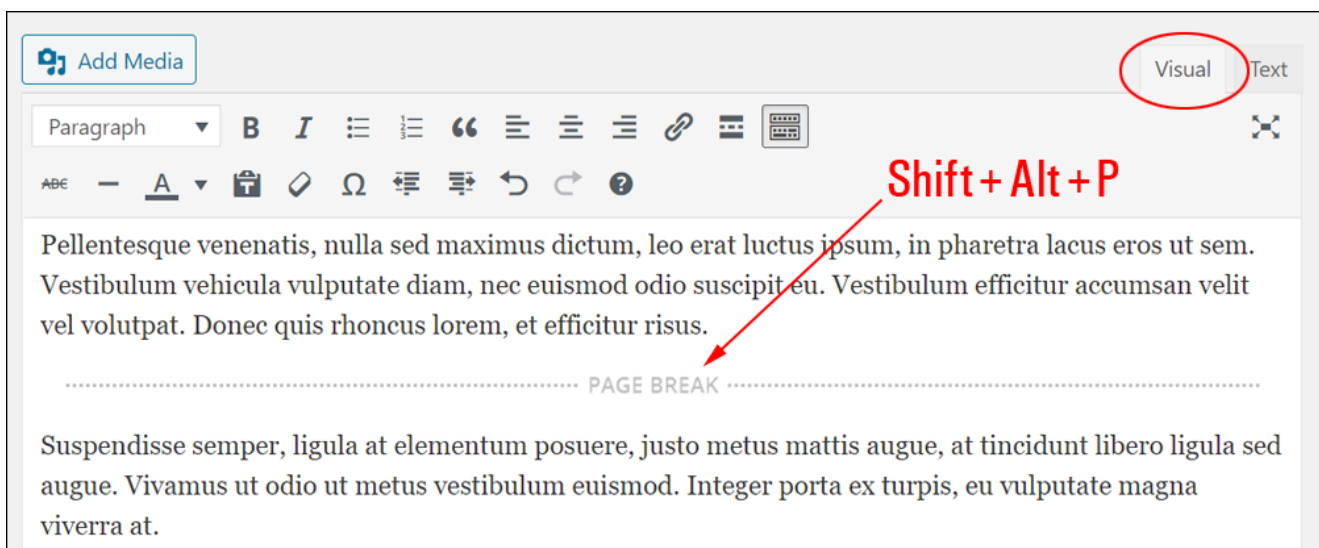 Add Media
Visual
Text
Paragraph
B I
ABC A Ω
Shift + Alt + P
Pellentesque venenatis, nulla sed maximus dictum, leo erat luctus ipsum, in pharetra lacus eros ut sem.
Vestibulum vehicula vulputate diam, nec euismod odio suscipit eu. Vestibulum efficitur accumsan velit
vel volutpat. Donec quis rhoncus lorem, et efficitur risus.
PAGE BREAK
Suspendisse semper, ligula at elementum posuere, justo metus mattis augue, at tincidunt libero ligula sed
augue. Vivamus ut odio ut metus vestibulum euismod. Integer porta ex turpis, eu vulputate magna
viverra at.